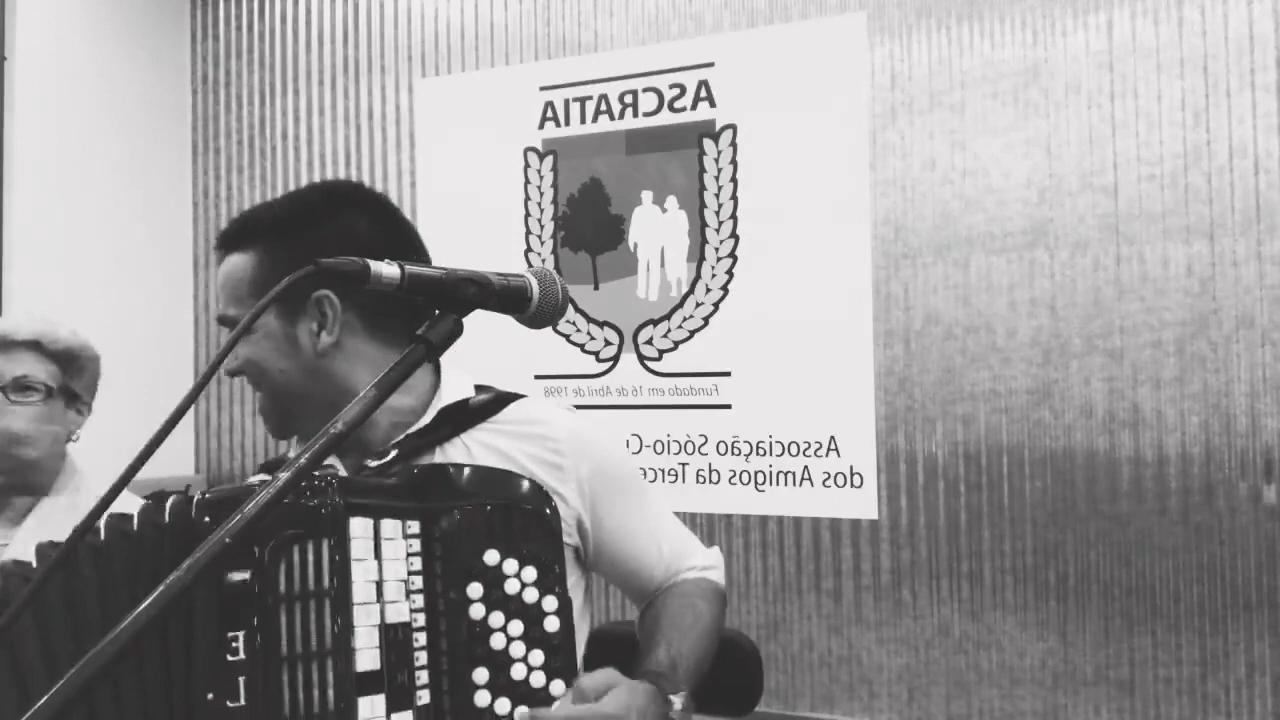 ASCRATIA
Fundado em 16 de Abril de 1998
Associação Sócio-C
dos Amigos da Terce
E
L